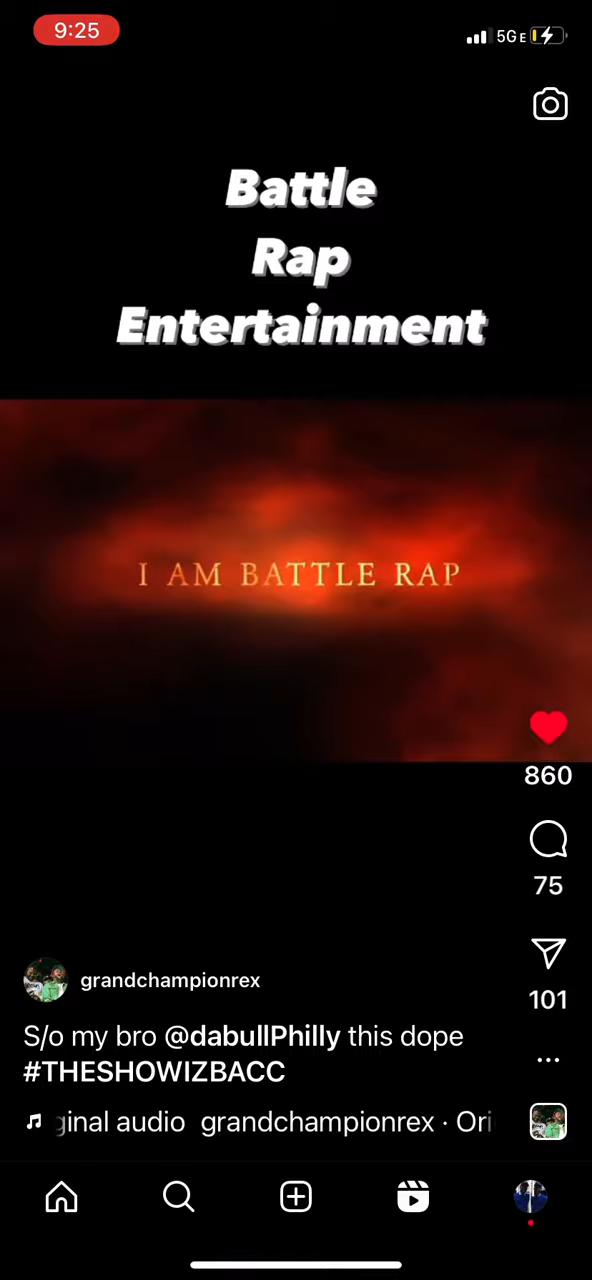 9:25
5GE
Battle
Rap
Entertainment
I AM BATTLE RAP
860
75
101
grandchampionrex
S/o my bro @dabullPhilly this dope
#THESHOWIZBACC
ginal audio grandchampionrex · Ori